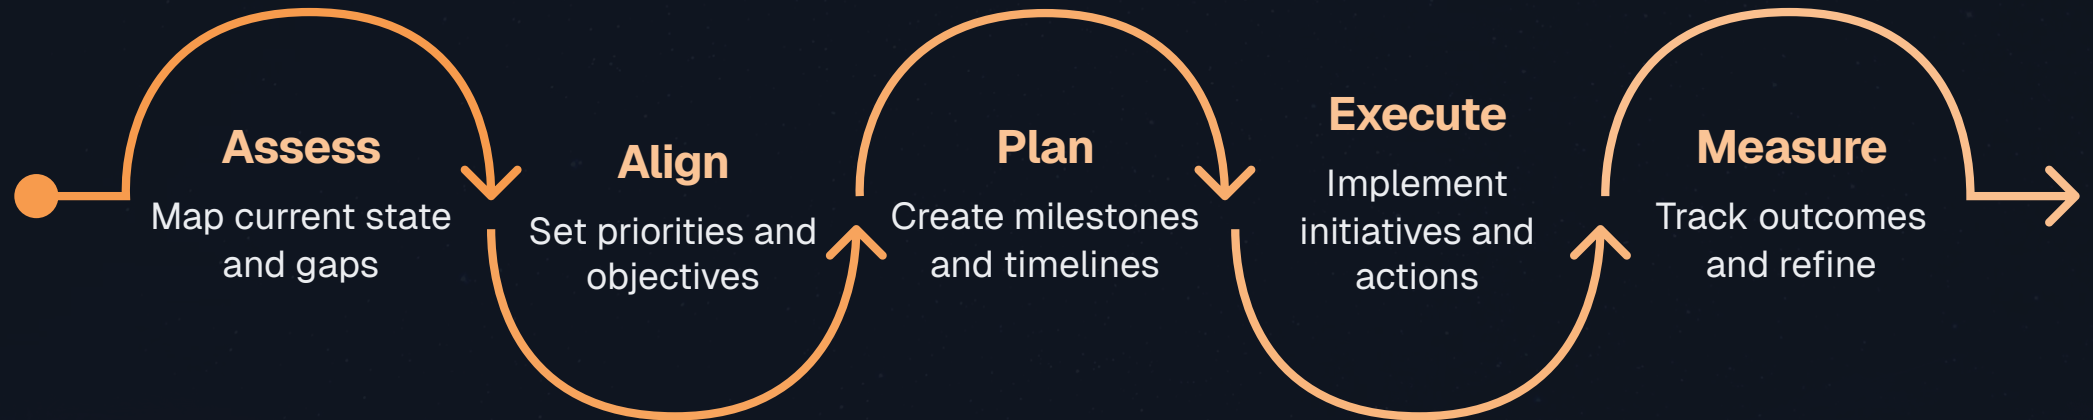 Assess
Map current state
and gaps
Align
Set priorities and
objectives
Plan
Create milestones
and timelines
Execute
Implement
initiatives and
actions
Measure
Track outcomes
and refine